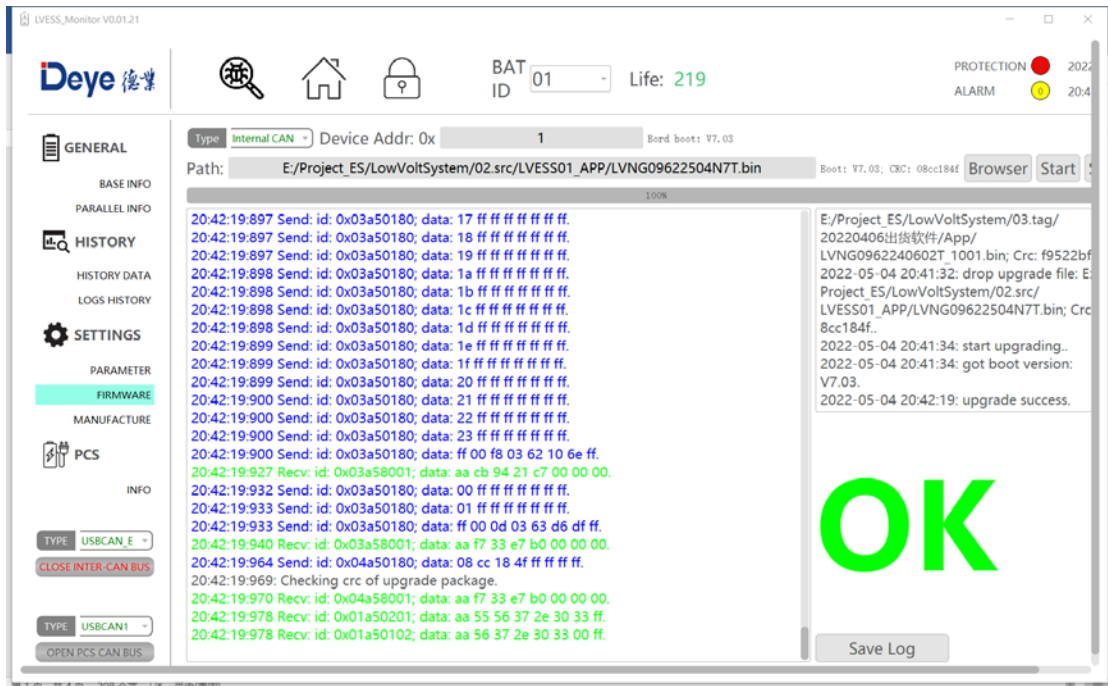 LVESS_Monitor V0.01.21
Deye 德業
BAT ID 01
Life: 219
PROTECTION
2022
ALARM
0
20:4
GENERAL
BASE INFO
PARALLEL INFO
HISTORY
HISTORY DATA
LOGS HISTORY
SETTINGS
PARAMETER
FIRMWARE
MANUFACTURE
PCS
INFO
TYPE USBCAN_E
CLOSE INTER-CAN BUS
TYPE USBCAN1
OPEN PCS CAN BUS
Type Internal CAN Device Addr: 0x 1 Bord boot: V7.03
Path: E:/Project_ES/LowVoltSystem/02.src/LVESS01_APP/LVNG09622504N7T.bin Boot: V7.03; CRC: 08cc184f Browser Start S
100%
20:42:19:897 Send: id: 0x03a50180; data: 17 ff ff ff ff ff ff ff.
20:42:19:897 Send: id: 0x03a50180; data: 18 ff ff ff ff ff ff ff.
20:42:19:897 Send: id: 0x03a50180; data: 19 ff ff ff ff ff ff ff.
20:42:19:898 Send: id: 0x03a50180; data: 1a ff ff ff ff ff ff ff.
20:42:19:898 Send: id: 0x03a50180; data: 1b ff ff ff ff ff ff ff.
20:42:19:898 Send: id: 0x03a50180; data: 1c ff ff ff ff ff ff ff.
20:42:19:898 Send: id: 0x03a50180; data: 1d ff ff ff ff ff ff ff.
20:42:19:899 Send: id: 0x03a50180; data: 1e ff ff ff ff ff ff ff.
20:42:19:899 Send: id: 0x03a50180; data: 1f ff ff ff ff ff ff ff.
20:42:19:899 Send: id: 0x03a50180; data: 20 ff ff ff ff ff ff ff.
20:42:19:900 Send: id: 0x03a50180; data: 21 ff ff ff ff ff ff ff.
20:42:19:900 Send: id: 0x03a50180; data: 22 ff ff ff ff ff ff ff.
20:42:19:900 Send: id: 0x03a50180; data: 23 ff ff ff ff ff ff ff.
20:42:19:900 Send: id: 0x03a50180; data: ff 00 f8 03 62 10 6e ff.
20:42:19:927 Recv: id: 0x03a58001; data: aa cb 94 21 c7 00 00 00.
20:42:19:932 Send: id: 0x03a50180; data: 00 ff ff ff ff ff ff ff.
20:42:19:933 Send: id: 0x03a50180; data: 01 ff ff ff ff ff ff ff.
20:42:19:933 Send: id: 0x03a50180; data: ff 00 0d 03 63 d6 df ff.
20:42:19:940 Recv: id: 0x03a58001; data: aa f7 33 e7 b0 00 00 00.
20:42:19:964 Send: id: 0x04a50180; data: 08 cc 18 4f ff ff ff ff.
20:42:19:969: Checking crc of upgrade package.
20:42:19:970 Recv: id: 0x04a58001; data: aa f7 33 e7 b0 00 00 00.
20:42:19:978 Recv: id: 0x01a50201; data: aa 55 56 37 2e 30 33 ff.
20:42:19:978 Recv: id: 0x01a50102; data: aa 56 37 2e 30 33 00 ff.
E:/Project_ES/LowVoltSystem/03.tag/
20220406出货软件/App/
LVNG0962240602T_1001.bin; Crc: f9522bf
2022-05-04 20:41:32: drop upgrade file: E:
Project_ES/LowVoltSystem/02.src/
LVESS01_APP/LVNG09622504N7T.bin; Crc
8cc184f..
2022-05-04 20:41:34: start upgrading..
2022-05-04 20:41:34: got boot version:
V7.03.
2022-05-04 20:42:19: upgrade success.
OK
Save Log